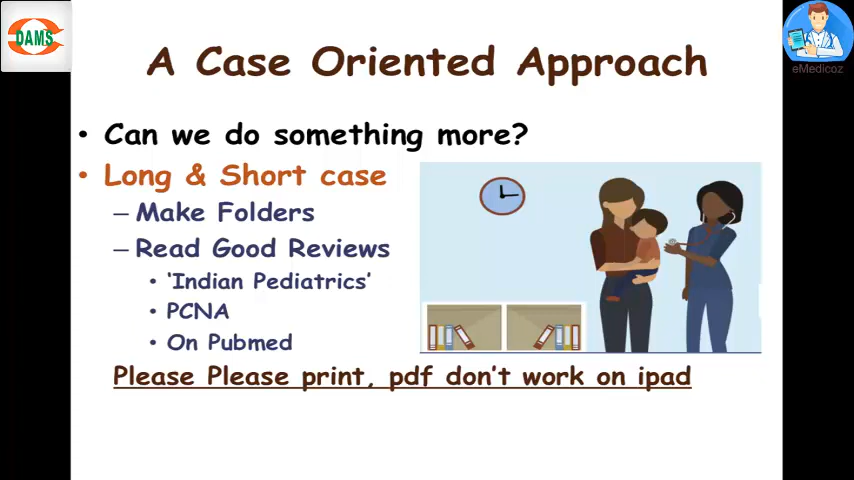 DAMS
eMedicoz
A Case Oriented Approach
• Can we do something more?
• Long & Short case
– Make Folders
– Read Good Reviews
• ‘Indian Pediatrics’
• PCNA
• On Pubmed
Please Please print, pdf don’t work on ipad